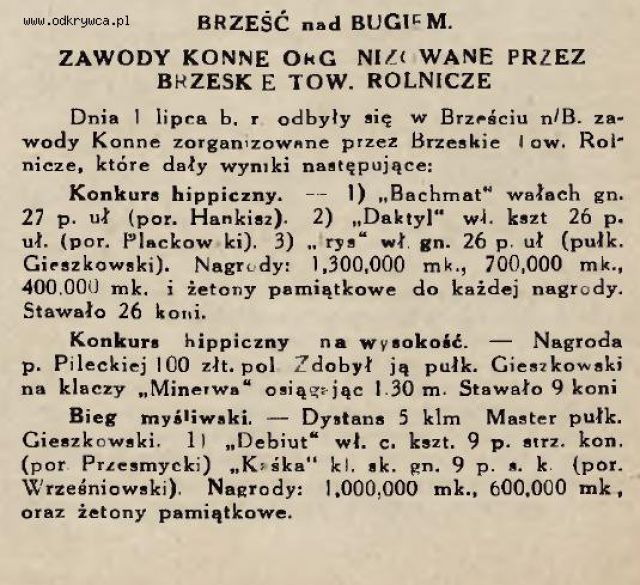 www.odkrywca.pl
BRZEŚĆ nad BUGIEM.
ZAWODY KONNE ORG NIZOWANE PRZEZ
BRZESK E TOW. ROLNICZE
Dnia 1 lipca b. r. odbyły się w Brześciu n/B. za-
wody Konne zorganizowane przez Brzeskie Tow. Rol-
nicze, które dały wyniki następujące:
Konkurs hippiczny. — 1) „Bachmat" wałach gn.
27 p. uł (por. Hankisz). 2) „Daktyl" wł. kszt 26 p.
uł. (por. Plackow ki). 3) „ rys" wł. gn. 26 p. uł (pułk.
Gieszkowski). Nagrody: 1,300,000 mk., 700,000 mk.,
400.000 mk. i żetony pamiątkowe do każdej nagrody.
Stawało 26 koni.
Konkurs hippiczny na wysokość. — Nagroda
p. Pileckiej 100 złt. pol Zdobył ją pułk. Gieszkowski
na klaczy „Minerwa" osiągając 1.30 m. Stawało 9 koni
Bieg myśliwski. — Dystans 5 klm Master pułk.
Gieszkowski. 1) „Debiut" wł. c. kszt. 9 p. strz. kon.
(por. Przesmycki) „Kaśka" kl. sk. gn. 9 p. s. k. (por.
Wrześniowski). Nagrody: 1,000,000 mk., 600,000 mk,
oraz żetony pamiątkowe.